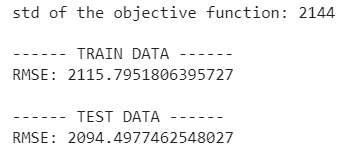 std of the objective function: 2144
------ TRAIN DATA ------
RMSE: 2115.7951806395727
------ TEST DATA ------
RMSE: 2094.4977462548027